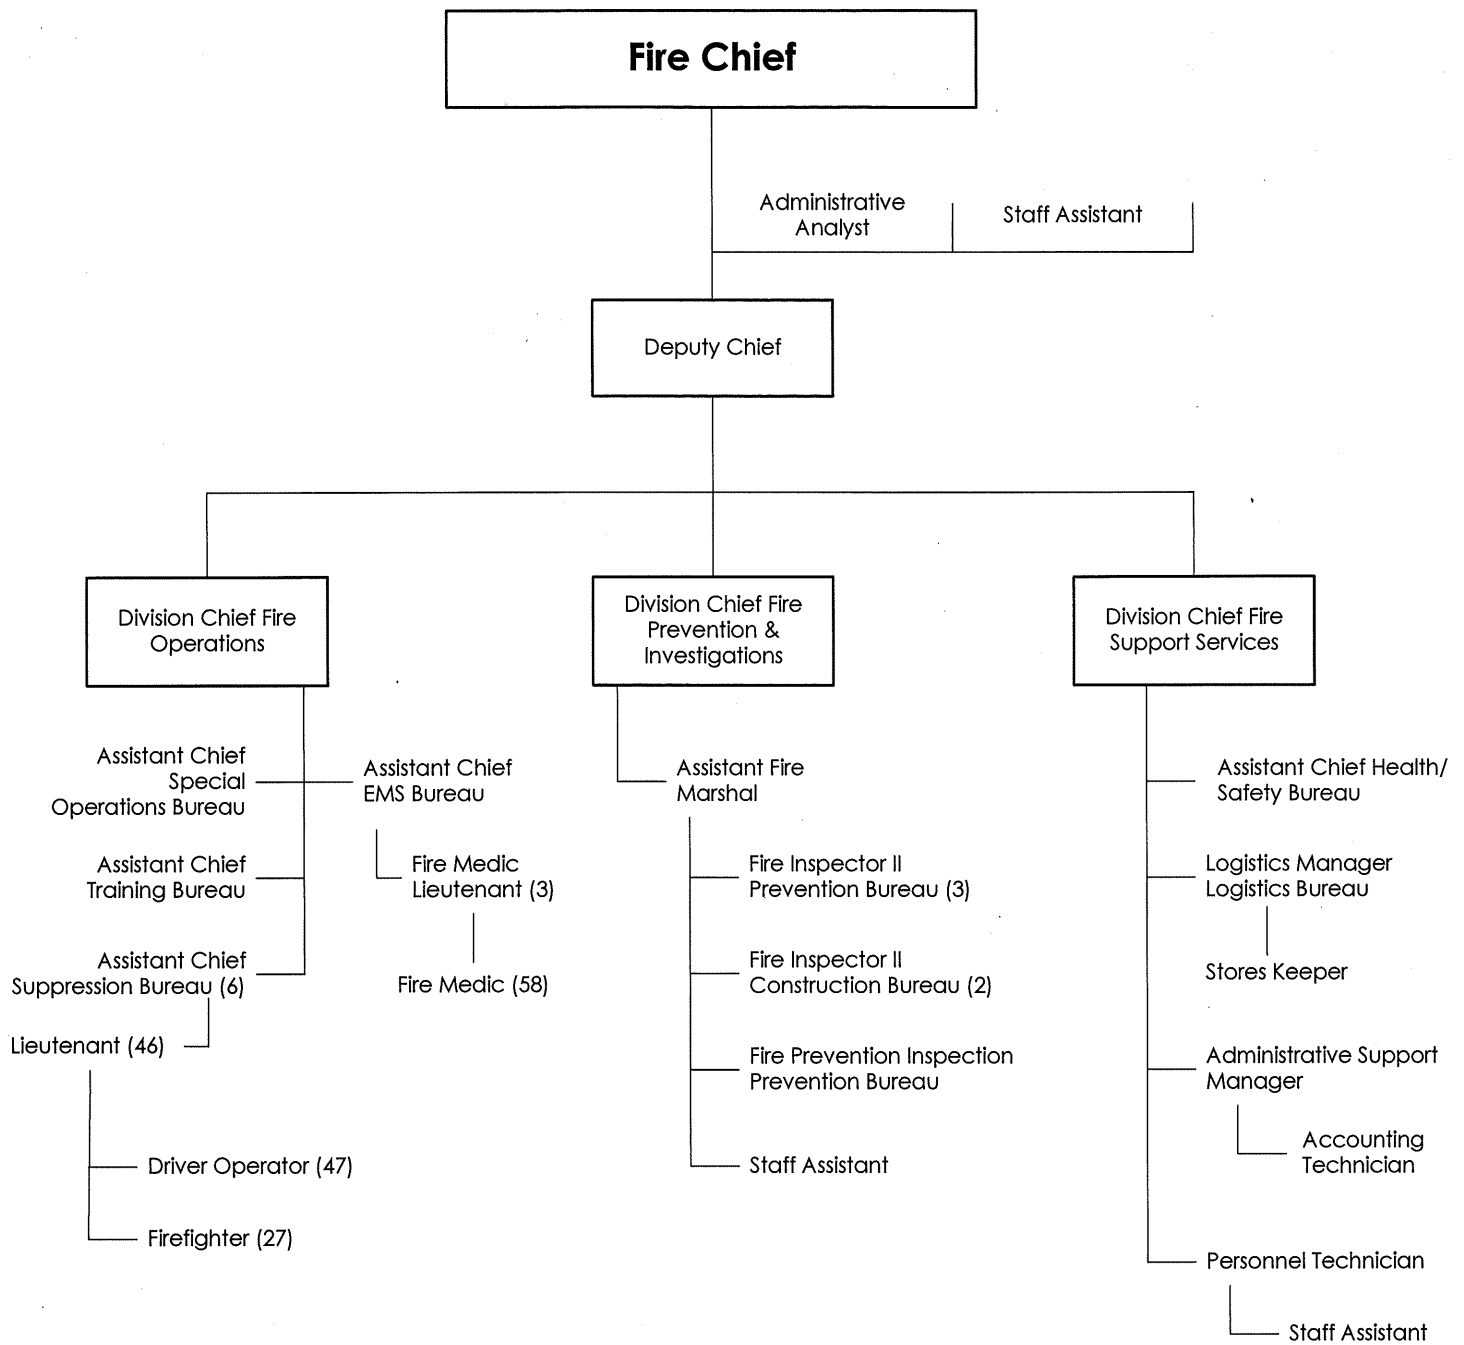 Fire Chief
Administrative
Analyst
Staff Assistant
Deputy Chief
Division Chief Fire
Operations
Division Chief Fire
Prevention &
Investigations
Division Chief Fire
Support Services
Assistant Chief
Special
Operations Bureau
Assistant Chief
EMS Bureau
Assistant Chief
Training Bureau
Fire Medic
Lieutenant (3)
Assistant Chief
Suppression Bureau (6)
Fire Medic (58)
Lieutenant (46)
Driver Operator (47)
Firefighter (27)
Assistant Fire
Marshal
Fire Inspector II
Prevention Bureau (3)
Fire Inspector II
Construction Bureau (2)
Fire Prevention Inspection
Prevention Bureau
Staff Assistant
Assistant Chief Health/
Safety Bureau
Logistics Manager
Logistics Bureau
Stores Keeper
Administrative Support
Manager
Accounting
Technician
Personnel Technician
Staff Assistant